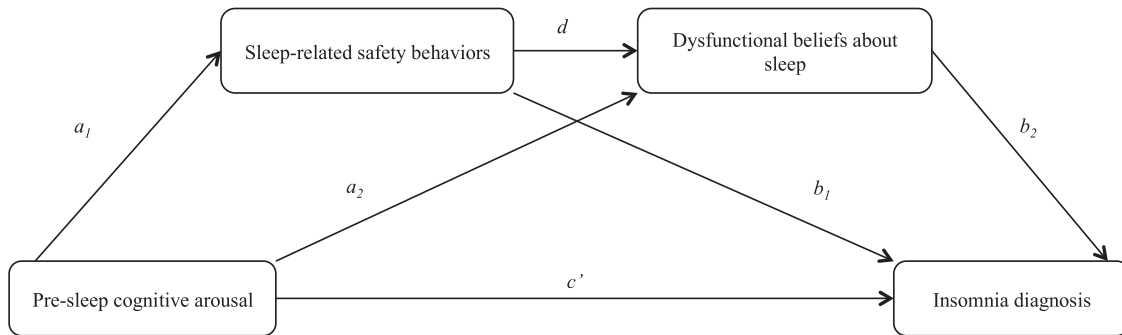 d
Sleep-related safety behaviors
Dysfunctional beliefs about
sleep
a1
b2
a2
b1
c’
Pre-sleep cognitive arousal
Insomnia diagnosis